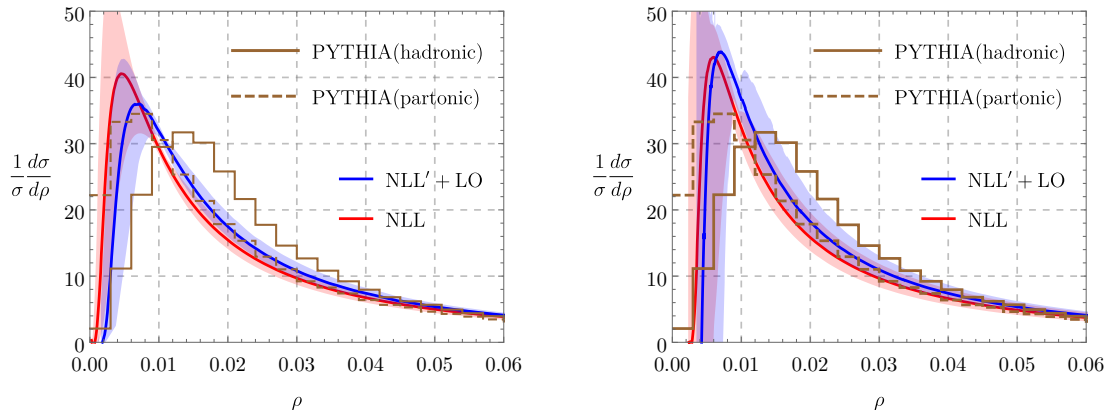 50
40
30
20
10
0
1/σ dσ/dρ
PYTHIA(hadronic)
PYTHIA(partonic)
NLL′ + LO
NLL
0.00 0.01 0.02 0.03 0.04 0.05 0.06
ρ
50
40
30
20
10
0
1/σ dσ/dρ
PYTHIA(hadronic)
PYTHIA(partonic)
NLL′ + LO
NLL
0.00 0.01 0.02 0.03 0.04 0.05 0.06
ρ